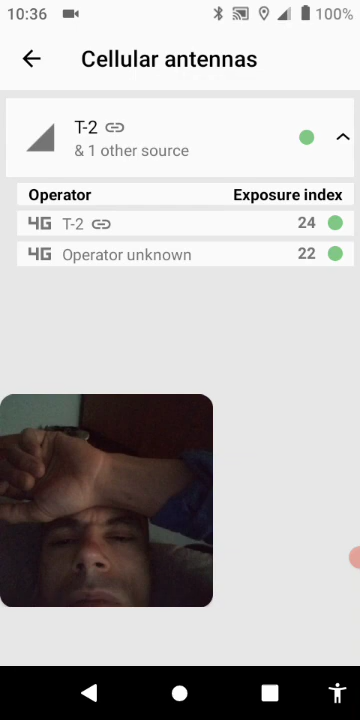 10:36 100%
Cellular antennas
T-2
& 1 other source
Operator Exposure index
4G T-2 24
4G Operator unknown 22